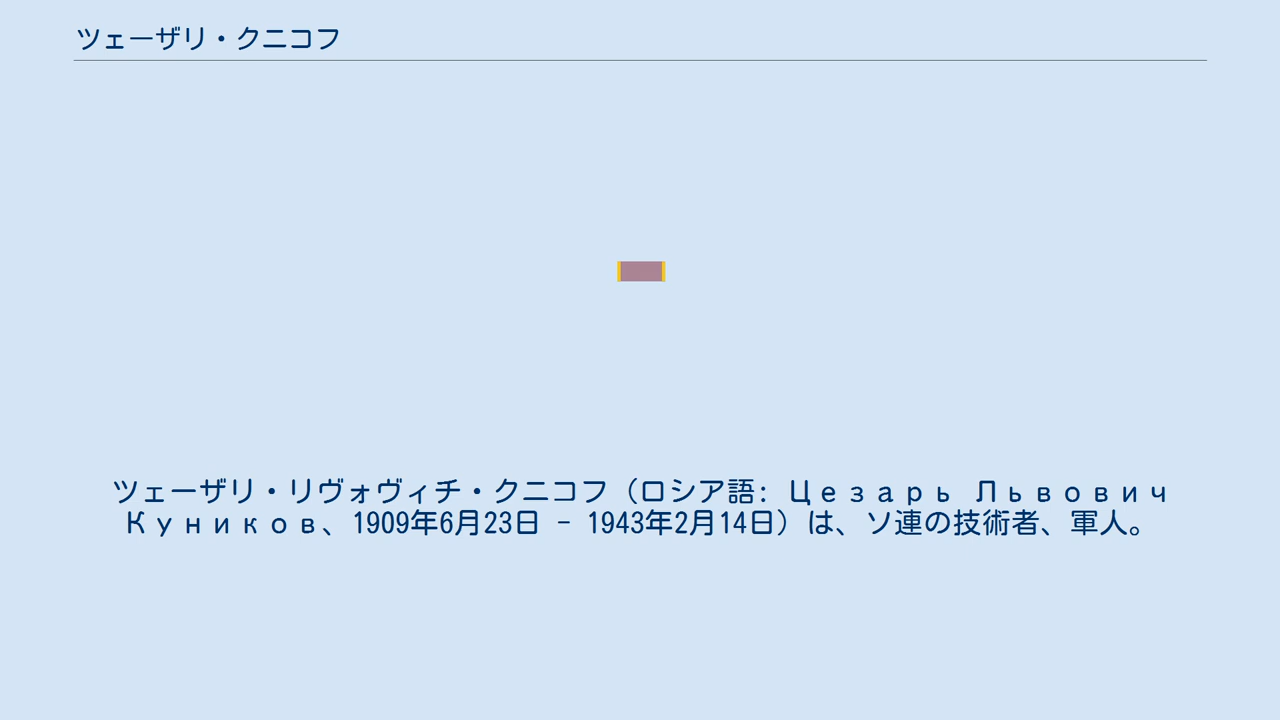 ツェーザリ・クニコフ
ツェーザリ・リヴォヴィチ・クニコフ（ロシア語: Цезарь Львович
Куников、1909年6月23日 - 1943年2月14日）は、ソ連の技術者、軍人。